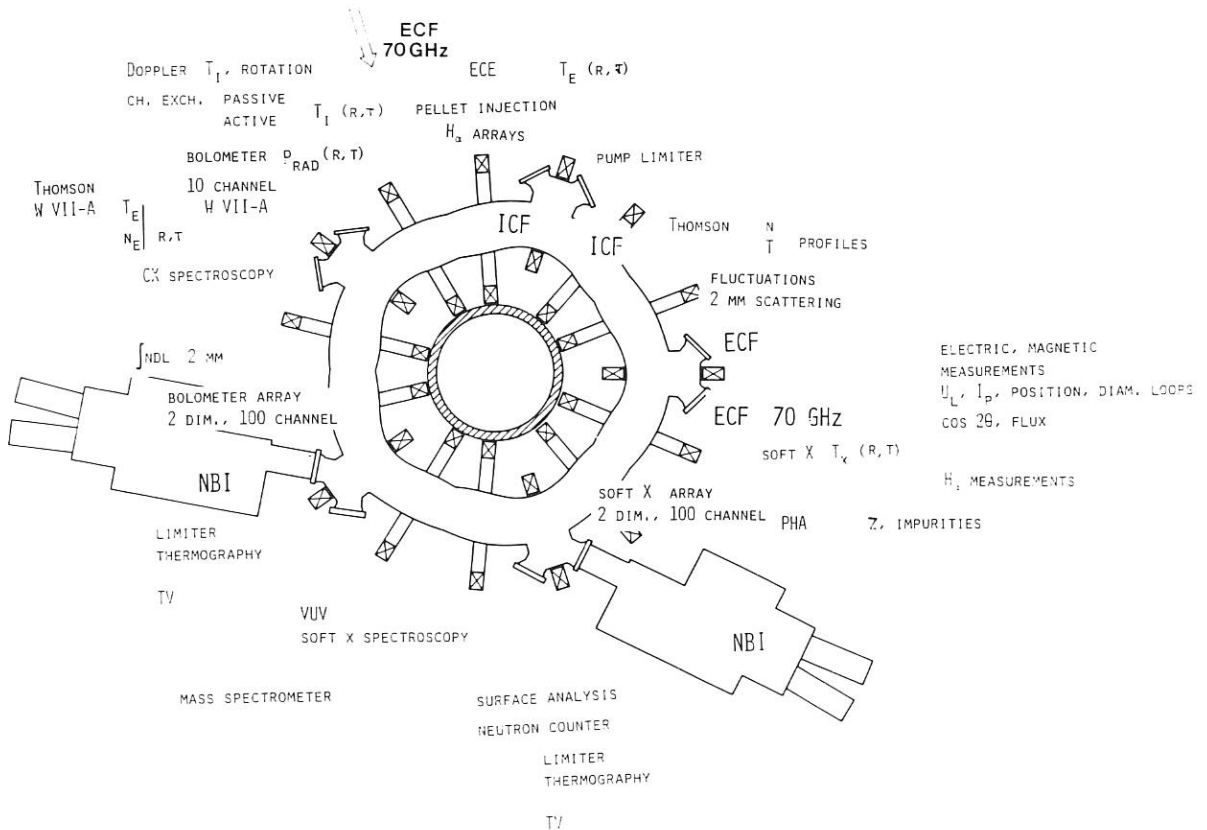 ECF
70 GHz
DOPPLER T_I, ROTATION
ECE T_E (R,T)
CH. EXCH. PASSIVE
ACTIVE
T_I (R,T)
PELLET INJECTION
H_α ARRAYS
BOLOMETER P_RAD (R,T)
10 CHANNEL
W VII-A
PUMP LIMITER
THOMSON
W VII-A
T_E
N_E
R,T
CX SPECTROSCOPY
ICF
ICF
THOMSON
N
T
PROFILES
FLUCTUATIONS
2 MM SCATTERING
∫NDL 2 MM
ECF
BOLOMETER ARRAY
2 DIM., 100 CHANNEL
ELECTRIC, MAGNETIC
MEASUREMENTS
U_L, I_P, POSITION, DIAM. LOOPS
COS 2θ, FLUX
ECF 70 GHz
SOFT X T_X (R,T)
NBI
H_α MEASUREMENTS
SOFT X ARRAY
2 DIM., 100 CHANNEL
PHA
Z, IMPURITIES
LIMITER
THERMOGRAPHY
TV
VUV
SOFT X SPECTROSCOPY
NBI
MASS SPECTROMETER
SURFACE ANALYSIS
NEUTRON COUNTER
LIMITER
THERMOGRAPHY
TV